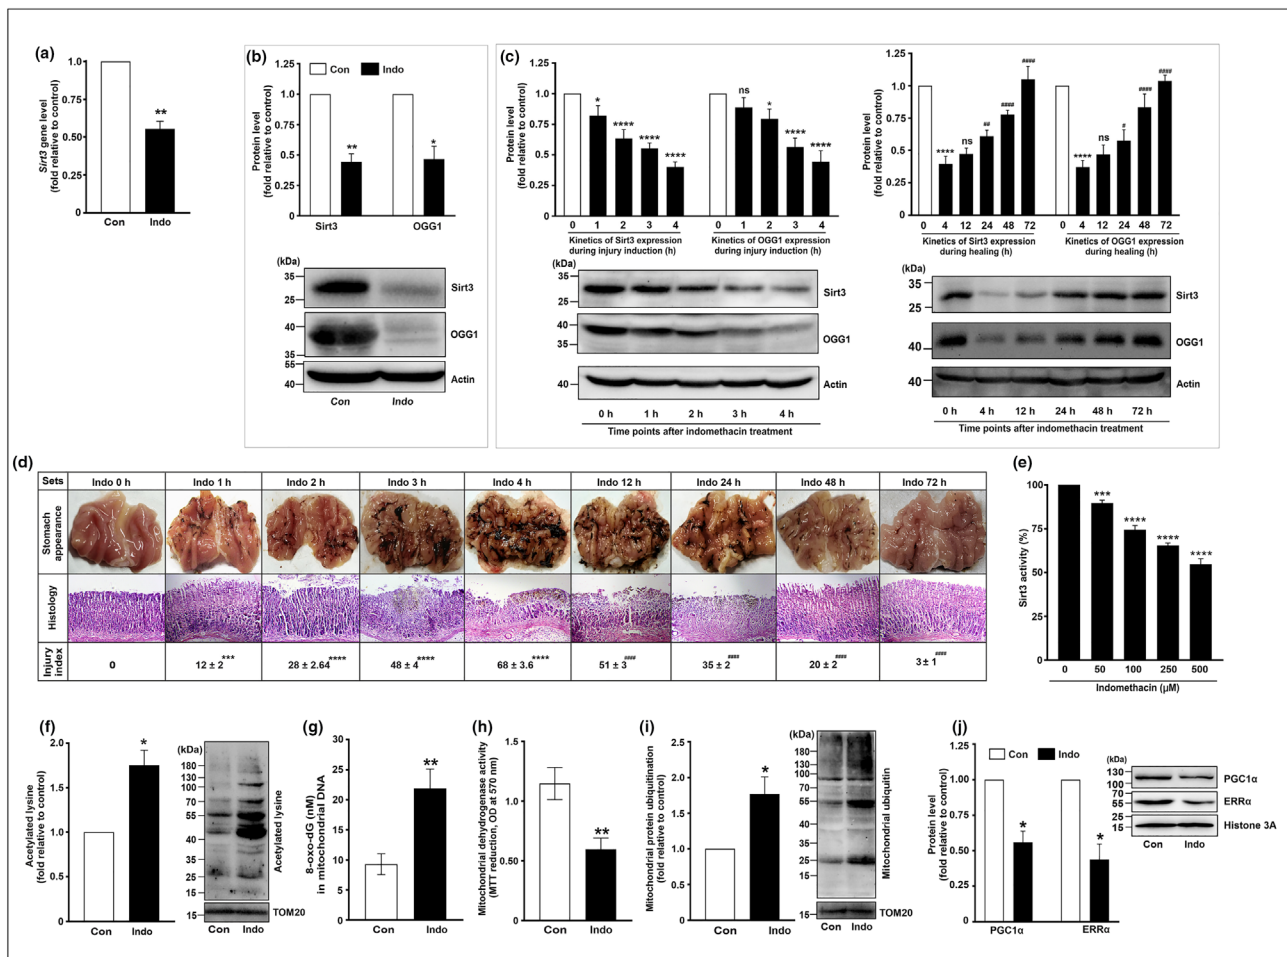 (a)
Sirt3 gene level
(fold relative to control)
1.00
0.75
0.50
0.25
0
**
Con
Indo
(b)
Con
Indo
Protein level
(fold relative to control)
1.25
1.00
0.75
0.50
0.25
0
**
*
Sirt3
OGG1
(kDa)
35
25
Sirt3
40
35
OGG1
55
40
Actin
Con
Indo
(c)
Protein level
(fold relative to control)
1.25
1.00
0.75
0.50
0.25
0
*
****
****
****
ns
*
****
****
0 1 2 3 4
0 1 2 3 4
Kinetics of Sirt3 expression
during injury induction (h)
Kinetics of OGG1 expression
during injury induction (h)
(kDa)
35
25
Sirt3
40
35
OGG1
40
Actin
0 h 1 h 2 h 3 h 4 h
Time points after indomethacin treatment
Protein level
(fold relative to control)
1.25
1.00
0.75
0.50
0.25
0
****
ns
##
####
####
****
ns
#
####
####
0 4 12 24 48 72
0 4 12 24 48 72
Kinetics of Sirt3 expression
during healing (h)
Kinetics of OGG1 expression
during healing (h)
(kDa)
35
25
Sirt3
40
OGG1
40
Actin
0 h 4 h 12 h 24 h 48 h 72 h
Time points after indomethacin treatment
(d)
Sets Indo 0 h Indo 1 h Indo 2 h Indo 3 h Indo 4 h Indo 12 h Indo 24 h Indo 48 h Indo 72 h
Stomach
appearance
Histology
Injury
index
0 12 ± 2*** 28 ± 2.64**** 48 ± 4**** 68 ± 3.6**** 51 ± 3#### 35 ± 2#### 20 ± 2#### 3 ± 1####
(e)
Sirt3 activity (%)
100
75
50
25
0
***
****
****
****
0 50 100 250 500
Indomethacin (µM)
(f)
Acetylated lysine
(fold relative to control)
2.0
1.5
1.0
0.5
0
*
Con
Indo
(kDa)
180
130
100
70
55
40
35
25
15
15
Acetylated lysine
TOM20
Con
Indo
(g)
8-oxo-dG (nM)
in mitochondrial DNA
30
25
20
15
10
5
0
**
Con
Indo
(h)
Mitochondrial dehydrogenase activity
(MTT reduction, OD at 570 nm)
1.5
1.0
0.50
0
**
Con
Indo
(i)
Mitochondrial protein ubiquitination
(fold relative to control)
2.5
2.0
1.5
1.0
0.5
0
*
Con
Indo
(kDa)
180
130
100
70
55
40
35
25
15
15
Mitochondrial ubiquitin
TOM20
Con
Indo
(j)
Con
Indo
Protein level
(fold relative to control)
1.25
1.00
0.75
0.50
0.25
0
*
*
PGC1α
ERRα
(kDa)
130
100
70
55
25
15
PGC1α
ERRα
Histone 3A
Con
Indo